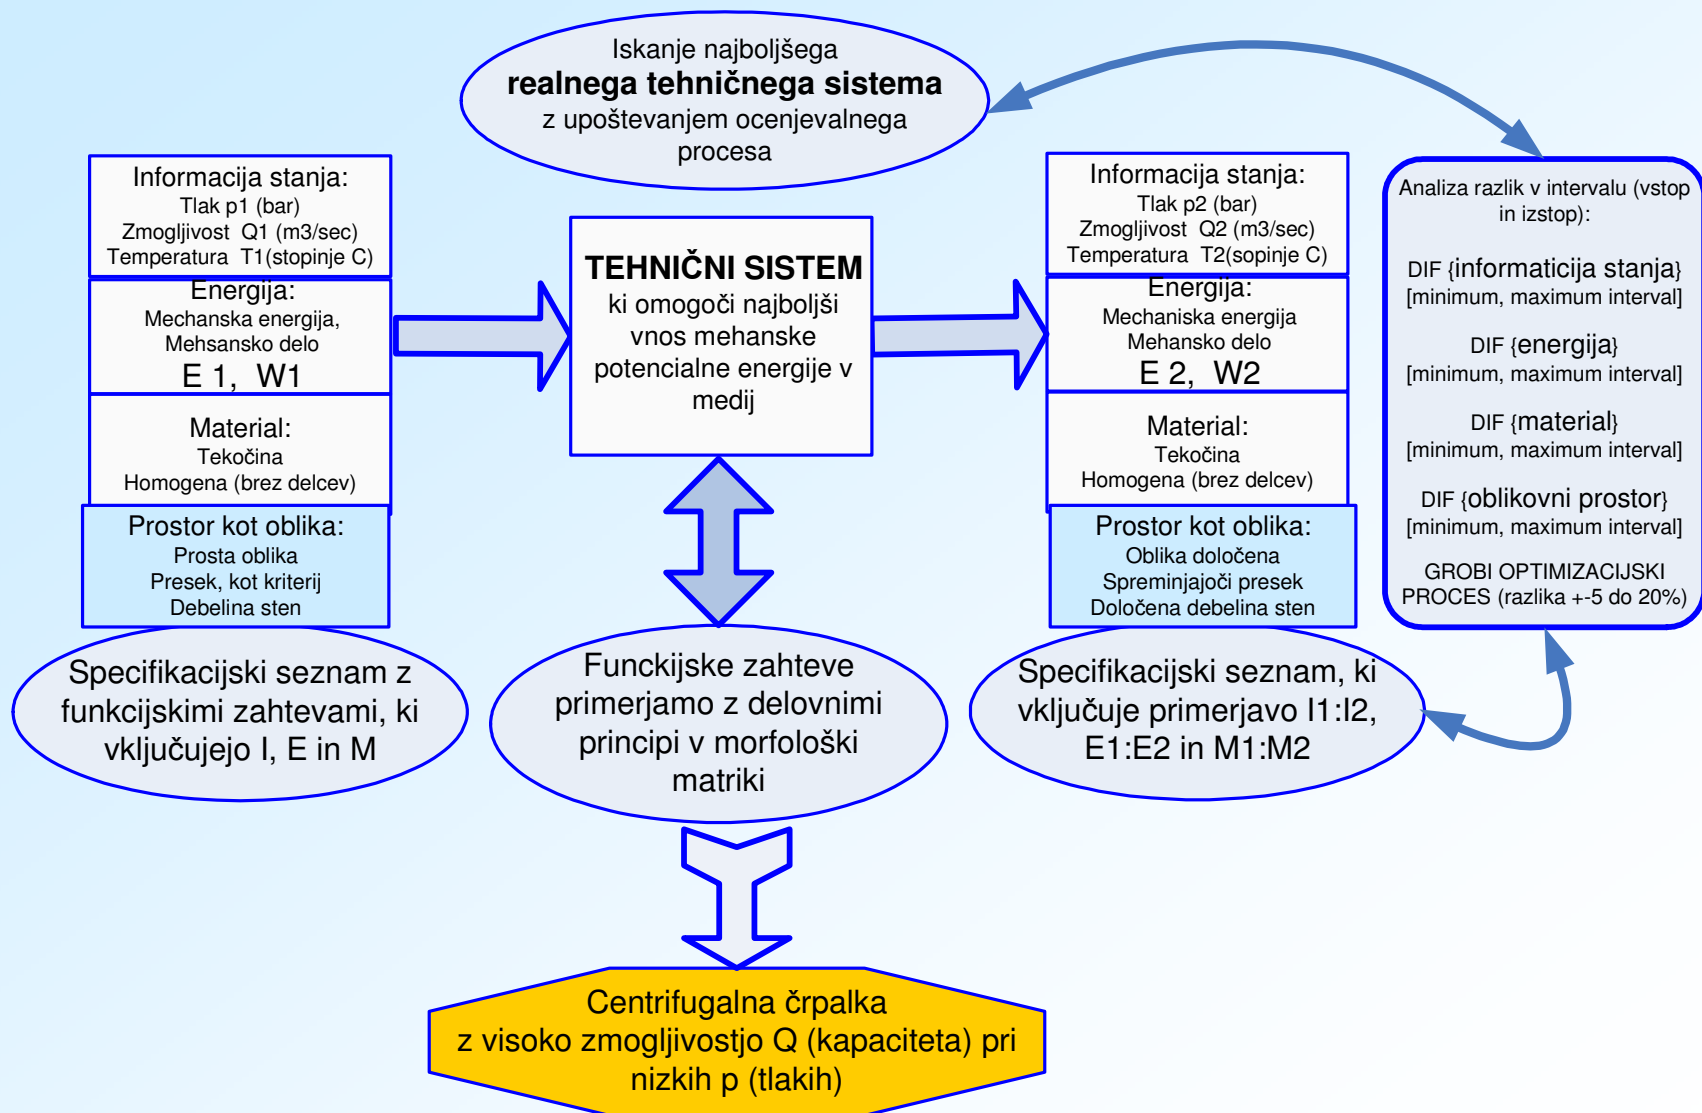 Iskanje najboljšega
realnega tehničnega sistema
z upoštevanjem ocenjevalnega
procesa
Informacija stanja:
Tlak p1 (bar)
Zmogljivost Q1 (m3/sec)
Temperatura T1(stopinje C)
Energija:
Mechanska energija,
Mehsansko delo
E 1, W1
Material:
Tekočina
Homogena (brez delcev)
Prostor kot oblika:
Prosta oblika
Presek, kot kriterij
Debelina sten
Specifikacijski seznam z
funkcijskimi zahtevami, ki
vključujejo I, E in M
TEHNIČNI SISTEM
ki omogoči najboljši
vnos mehanske
potencialne energije v
medij
Funckijske zahteve
primerjamo z delovnimi
principi v morfološki
matriki
Centrifugalna črpalka
z visoko zmogljivostjo Q (kapaciteta) pri
nizkih p (tlakih)
Informacija stanja:
Tlak p2 (bar)
Zmogljivost Q2 (m3/sec)
Temperatura T2(sopinje C)
Energija:
Mechaniska energija
Mehansko delo
E 2, W2
Material:
Tekočina
Homogena (brez delcev)
Prostor kot oblika:
Oblika določena
Spreminjajoči presek
Določena debelina sten
Specifikacijski seznam, ki
vključuje primerjavo I1:I2,
E1:E2 in M1:M2
Analiza razlik v intervalu (vstop
in izstop):
DIF {informaticija stanja}
[minimum, maximum interval]
DIF {energija}
[minimum, maximum interval]
DIF {material}
[minimum, maximum interval]
DIF {oblikovni prostor}
[minimum, maximum interval]
GROBI OPTIMIZACIJSKI
PROCES (razlika +-5 do 20%)